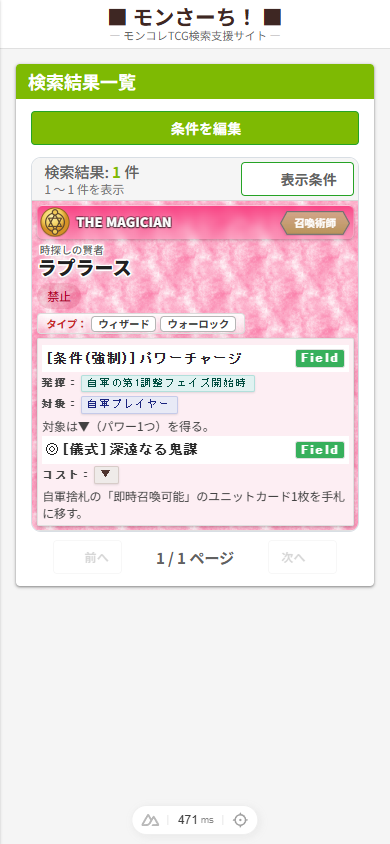 ■ モンさーち！ ■
― モンコレTCG検索支援サイト ―
検索結果一覧
条件を編集
検索結果: 1 件
1 ～ 1 件を表示
表示条件
THE MAGICIAN
召喚術師
時探しの賢者
ラプラース
禁止
タイプ： ウィザード ウォーロック
[条件(強制)]パワーチャージ Field
発揮： 自軍の第1調整フェイズ開始時
対象： 自軍プレイヤー
対象は▼（パワー1つ）を得る。
◎[儀式]深遠なる鬼謀 Field
コスト： ▼
自軍捨札の「即時召喚可能」のユニットカード1枚を手札
に移す。
前へ 1 / 1 ページ 次へ
471 ms